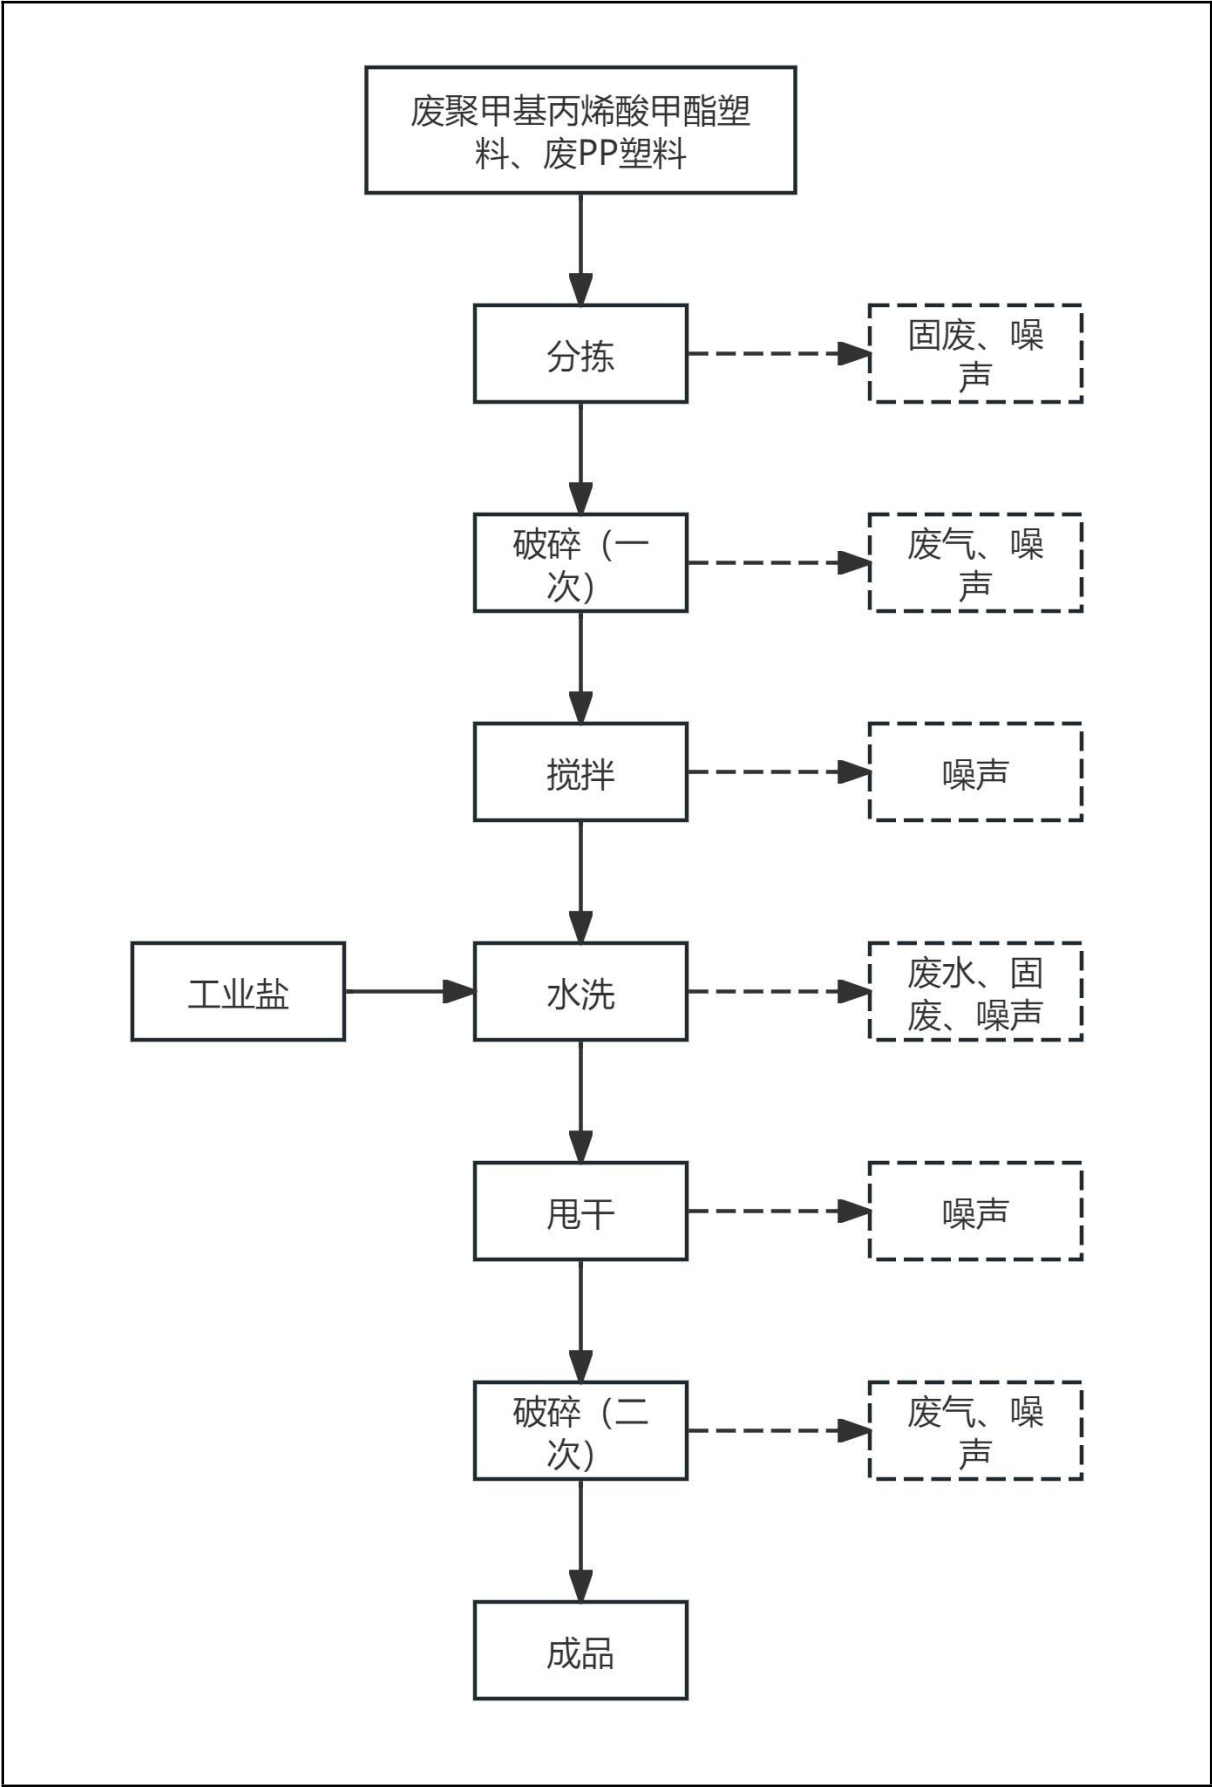 废聚甲基丙烯酸甲酯塑
料、废PP塑料
分拣
固废、噪
声
破碎（一
次）
废气、噪
声
搅拌
噪声
工业盐
水洗
废水、固
废、噪声
甩干
噪声
破碎（二
次）
废气、噪
声
成品